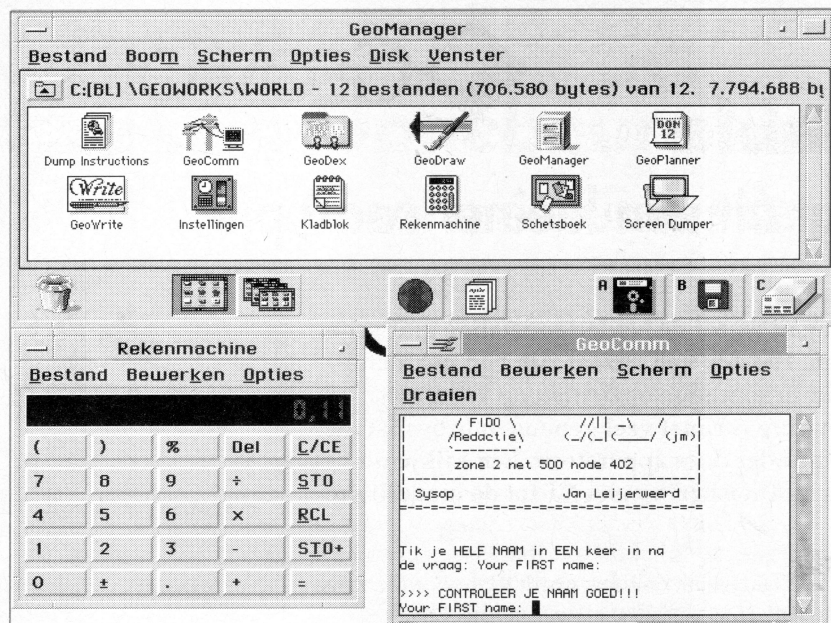 GeoManager
Bestand Boom Scherm Opties Disk Venster
C:[BL] \GEOWORKS\WORLD - 12 bestanden (706.580 bytes) van 12. 7.794.688 by
DON
12
Dump Instructions GeoComm GeoDex GeoDraw GeoManager GeoPlanner
Write
GeoWrite Instellingen Kladblok Rekenmachine Schetsboek Screen Dumper
A B C
Rekenmachine
Bestand Bewerken Opties
( ) % Del C/CE
7 8 9 ÷ STO
4 5 6 × RCL
1 2 3 - STO+
0 ± . + =
GeoComm
Bestand Bewerken Scherm Opties
Draaien
| / FIDO \ //|| _\ / |
| /Redactie\ (_/(_|(____/ (jm)|
zone 2 net 500 node 402
| Sysop Jan Leijerweerd |
Tik je HELE NAAM in EEN keer in na
de vraag: Your FIRST name:
>>>> CONTROLEER JE NAAM GOED!!!
Your FIRST name: